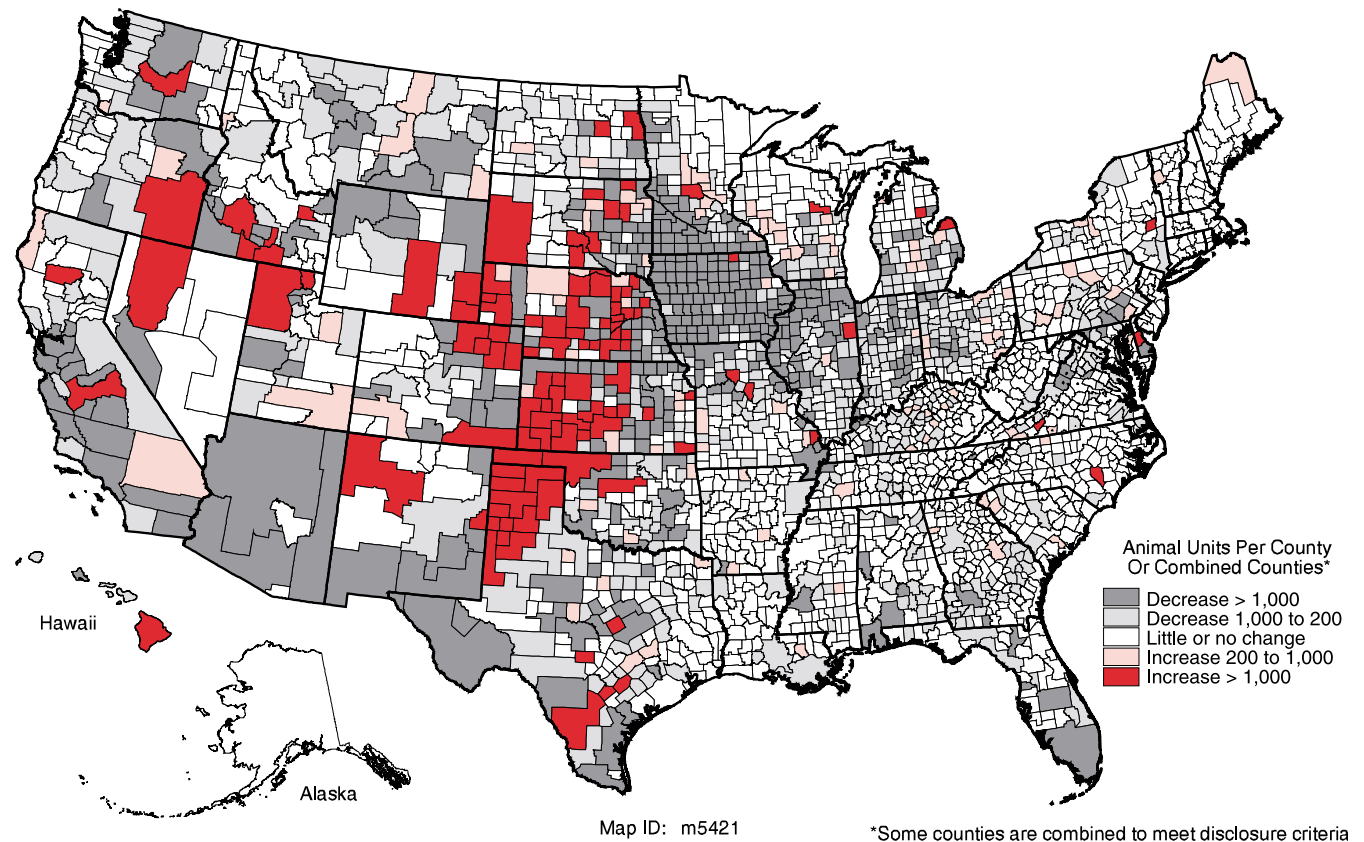 Animal Units Per County
Or Combined Counties*
Decrease > 1,000
Decrease 1,000 to 200
Little or no change
Increase 200 to 1,000
Increase > 1,000
Hawaii
Alaska
Map ID: m5421
*Some counties are combined to meet disclosure criteria